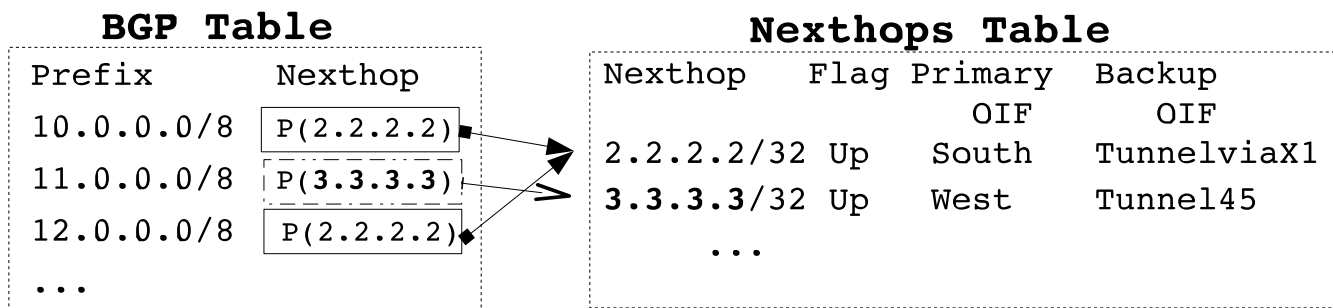 BGP Table
Prefix Nexthop
10.0.0.0/8 P(2.2.2.2)
11.0.0.0/8 P(3.3.3.3)
12.0.0.0/8 P(2.2.2.2)
...
Nexthops Table
Nexthop Flag Primary Backup
OIF OIF
2.2.2.2/32 Up South TunnelviaX1
3.3.3.3/32 Up West Tunnel45
...